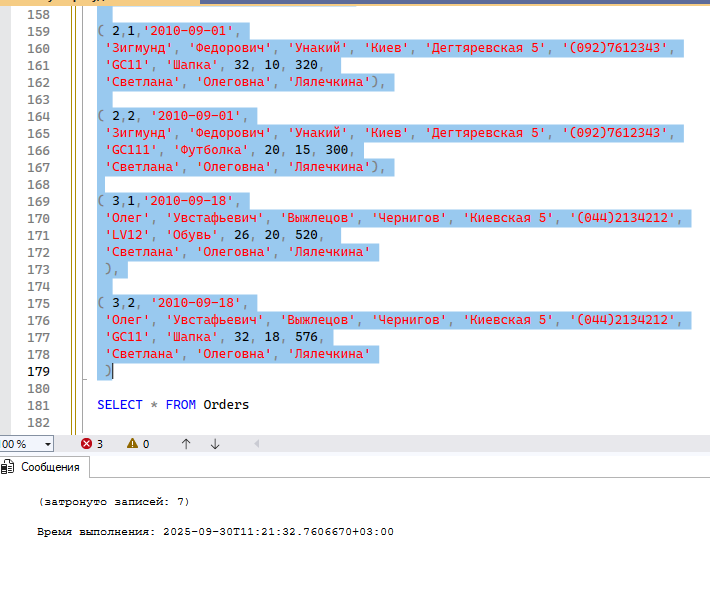 158
159 ( 2,1,'2010-09-01',
160 'Зигмунд', 'Федорович', 'Унакий', 'Киев', 'Дегтяревская 5', '(092)7612343',
161 'GC11', 'Шапка', 32, 10, 320,
162 'Светлана', 'Олеговна', 'Лялечкина'),
163
164 ( 2,2, '2010-09-01',
165 'Зигмунд', 'Федорович', 'Унакий', 'Киев', 'Дегтяревская 5', '(092)7612343',
166 'GC111', 'Футболка', 20, 15, 300,
167 'Светлана', 'Олеговна', 'Лялечкина'),
168
169 ( 3,1,'2010-09-18',
170 'Олег', 'Увстафьевич', 'Выжлецов', 'Чернигов', 'Киевская 5', '(044)2134212',
171 'LV12', 'Обувь', 26, 20, 520,
172 'Светлана', 'Олеговна', 'Лялечкина'
173 ),
174
175 ( 3,2, '2010-09-18',
176 'Олег', 'Увстафьевич', 'Выжлецов', 'Чернигов', 'Киевская 5', '(044)2134212',
177 'GC11', 'Шапка', 32, 18, 576,
178 'Светлана', 'Олеговна', 'Лялечкина'
179 )
180
181 SELECT * FROM Orders
182
00 % 3 0
Сообщения
(затронуто записей: 7)
Время выполнения: 2025-09-30T11:21:32.7606670+03:00